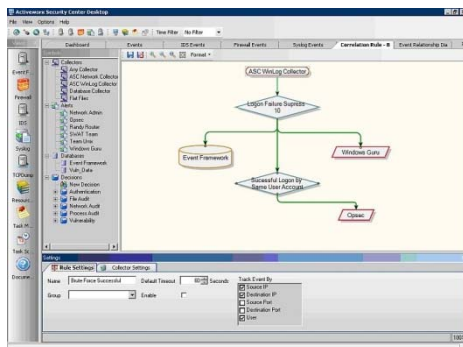 Activeworx Security Center Desktop
File View Options Help
Time Filter No Filter
Dashboard Events IDS Events Firewall Events Syslog Events Correlation Rule - B Event Relationship Dia
Format
Collectors
Any Collector
ASC Network Collector
ASC WinLog Collector
Database Collector
Flat Files
Alerts
Network Admin
Opsec
Randy Router
SWAT Team
Team Unix
Windows Guru
Databases
Event Framework
Vuln_Data
Decisions
New Decision
Authentication
File Audit
Network Audit
Process Audit
Vulnerability
Event F...
Firewall
IDS
Syslog
TCPDump
Resourc...
Task M...
Task Sc...
Docume...
ASC WinLog Collector
Logon Failure Supress
10
Event Framework
Windows Guru
Sucessful Logon by
Same User Account
Opsec
Settings
Rule Settings Collector Settings
Name Brute Force Successful Default Timeout 60 Seconds
Group Enable
Track Event By
Source IP
Destination IP
Source Port
Destination Port
User